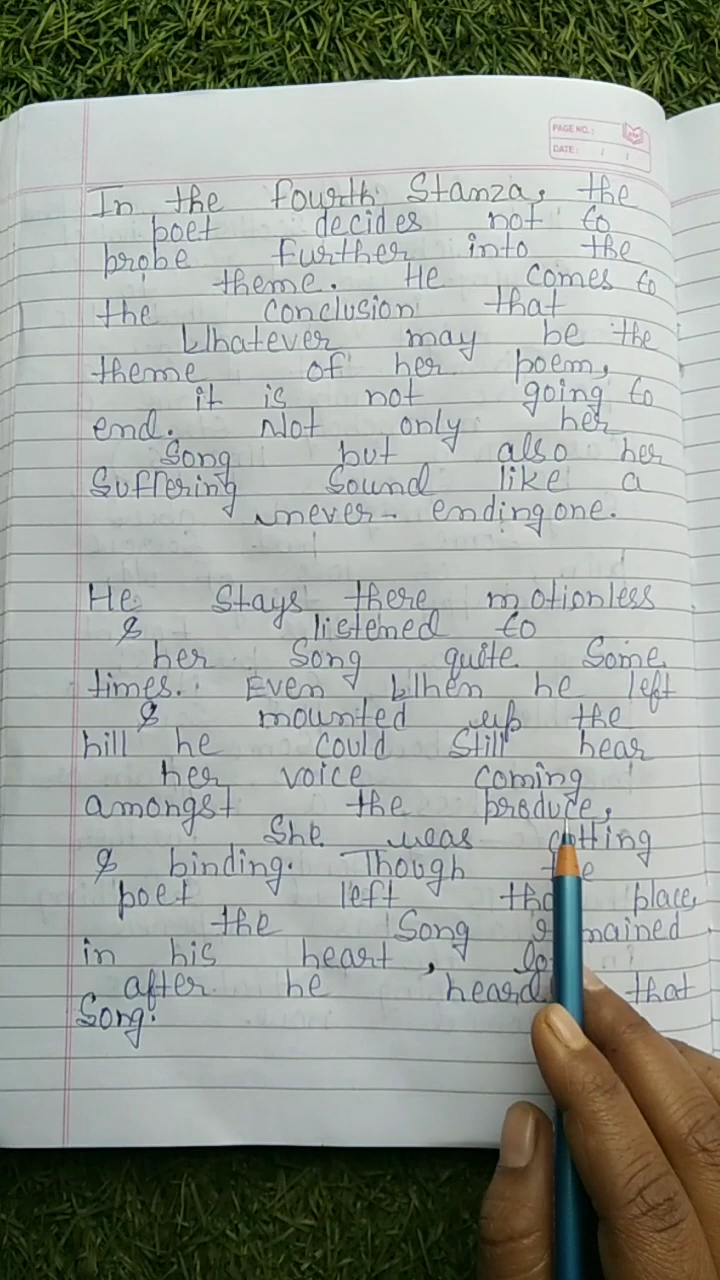 PAGE NO.:
DATE: / /
In the fourth Stanza, the
poet decides not to
probe further into the
theme. He comes to
the conclusion that
Whatever may be the
theme of her poem,
it is not going to
end. Not only her
Song but also her
Suffering Sound like a
never-ending one.
He Stays there motionless
& listened to
her Song quite Some
times. Even When he left
& mounted up the
hill he could Still hear
her voice coming
amongst the produce,
She was cutting
& binding. Though
poet left place,
the Song
in his heart,
after he heard that
Song.